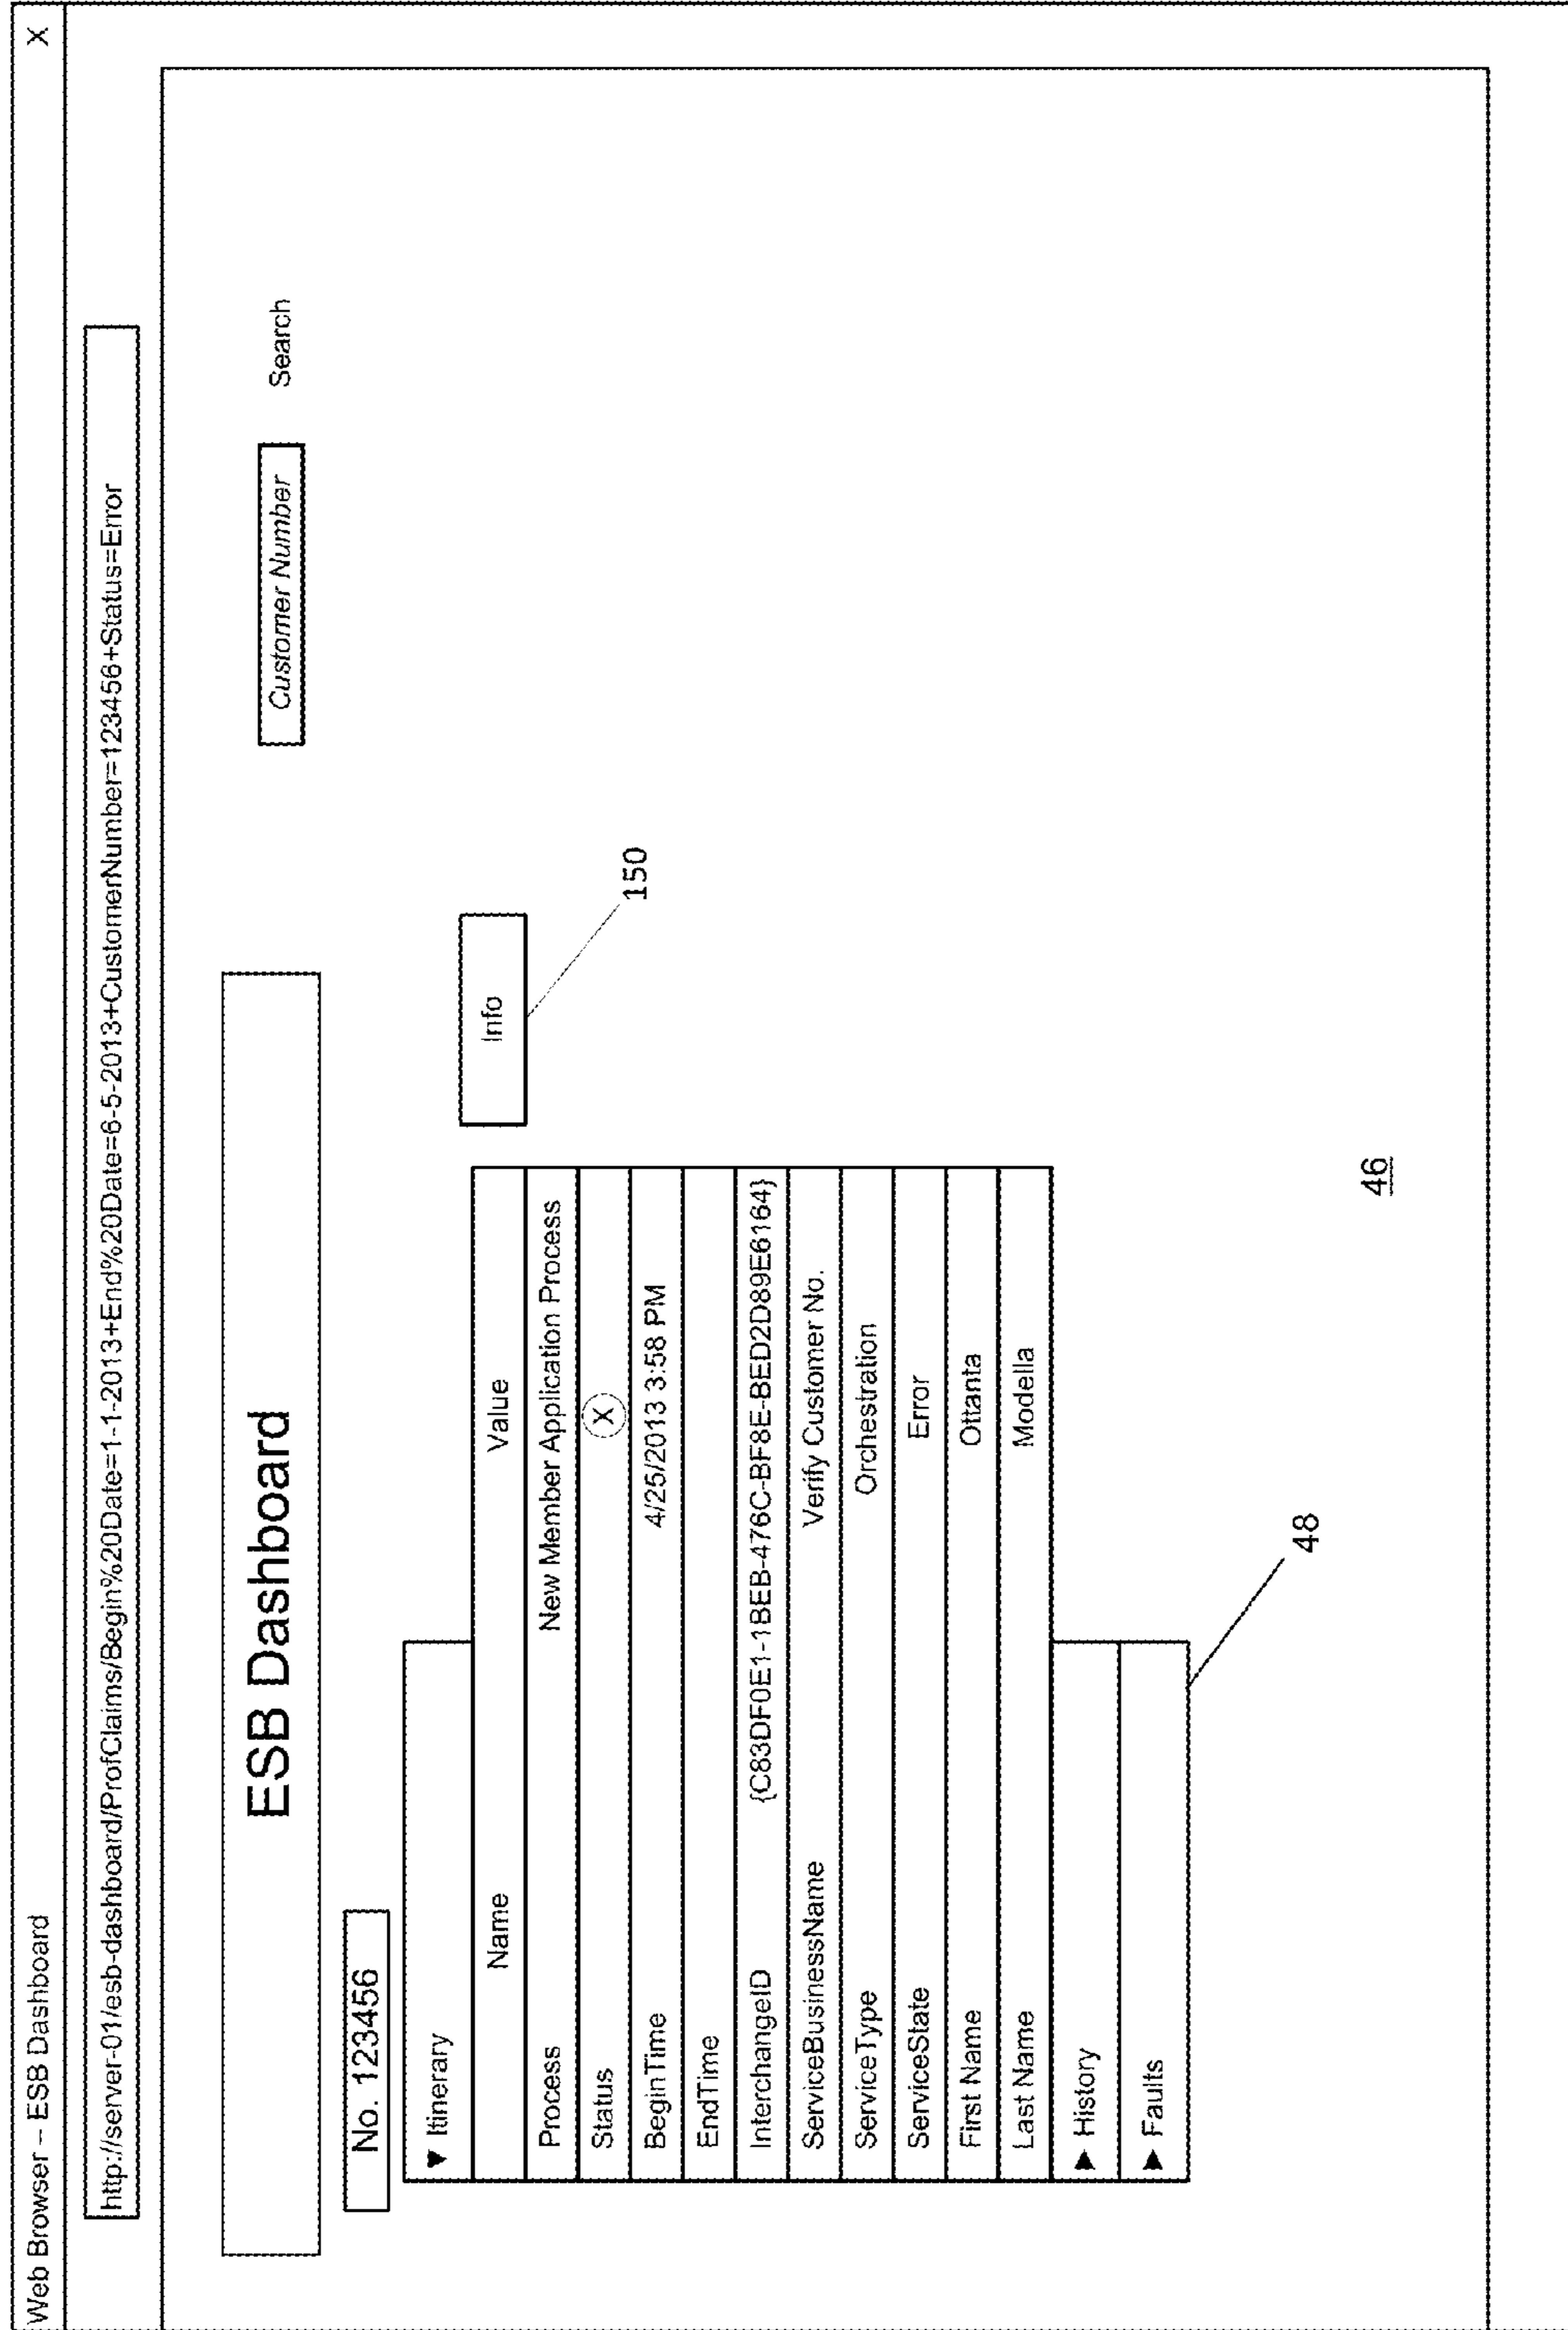 Web Browser – ESB Dashboard X
http://server-01/esb-dashboard/ProfClaims/Begin%20Date=1-1-2013+End%20Date=6-5-2013+CustomerNumber=123456+Status=Error
ESB Dashboard
Customer Number Search
No. 123456
▼ Itinerary
Name Value
Info
Process New Member Application Process
Status X
150
BeginTime 4/25/2013 3:58 PM
EndTime
InterchangeID {C83DF0E1-1BEB-476C-BF8E-BED2D89E6164}
ServiceBusinessName Verify Customer No.
ServiceType Orchestration
ServiceState Error
First Name Ottanta
Last Name Modella
▶ History
▶ Faults
48
46